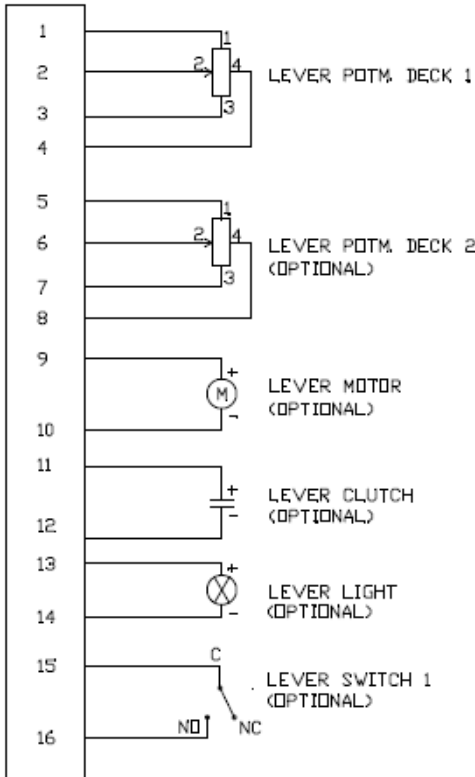 1
1
2
2 4
LEVER POTM. DECK 1
3
3
4
5
1
6
2 4
LEVER POTM. DECK 2
(OPTIONAL)
3
7
8
9
+
M
LEVER MOTOR
(OPTIONAL)
-
10
11
+
LEVER CLUTCH
(OPTIONAL)
-
12
13
+
LEVER LIGHT
(OPTIONAL)
-
14
15
C
LEVER SWITCH 1
(OPTIONAL)
NO
NC
16